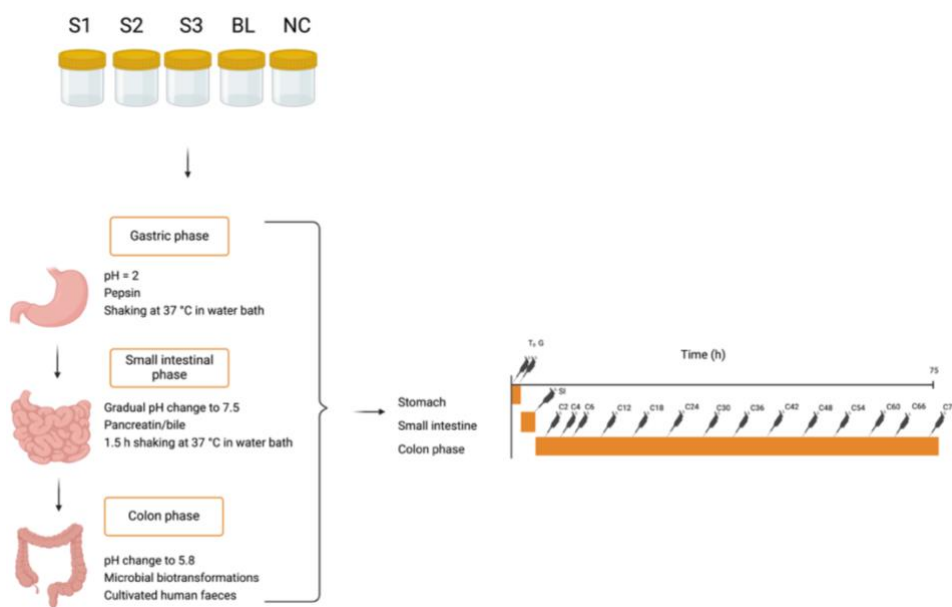 S1 S2 S3 BL NC
Gastric phase
pH = 2
Pepsin
Shaking at 37 °C in water bath
Small intestinal
phase
Gradual pH change to 7.5
Pancreatin/bile
1.5 h shaking at 37 °C in water bath
Colon phase
pH change to 5.8
Microbial biotransformations
Cultivated human faeces
Stomach
Small intestine
Colon phase
Time (h)
75
T₀ G
SI
C2 C4 C6 C12 C18 C24 C30 C36 C42 C48 C54 C60 C66 C7